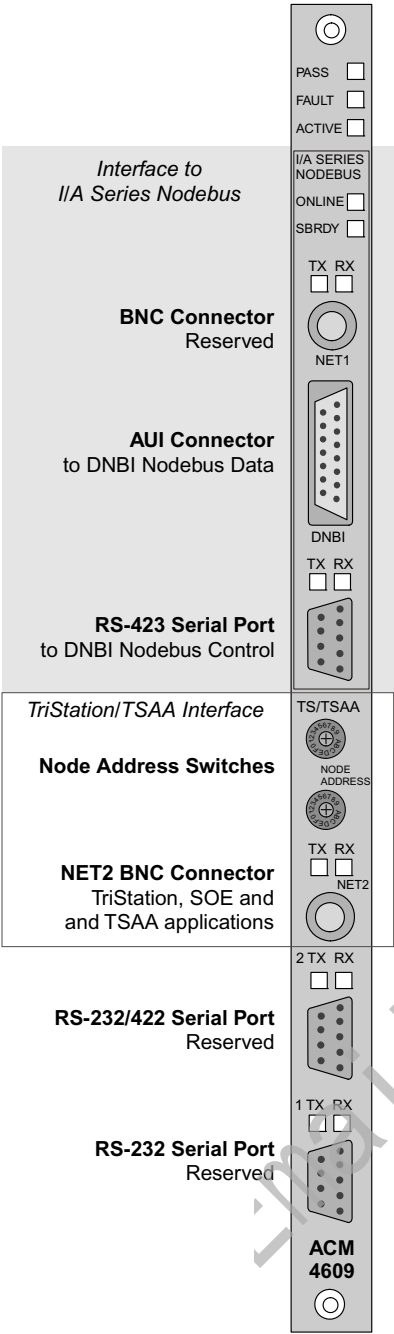 PASS
FAULT
ACTIVE
Interface to
I/A Series Nodebus
I/A SERIES
NODEBUS
ONLINE
SBRDY
TX RX
BNC Connector
Reserved
NET1
AUI Connector
to DNBI Nodebus Data
DNBI
TX RX
RS-423 Serial Port
to DNBI Nodebus Control
TriStation/TSAA Interface
TS/TSAA
Node Address Switches
NODE
ADDRESS
TX RX
NET2 BNC Connector
NET2
TriStation, SOE and
and TSAA applications
2 TX RX
RS-232/422 Serial Port
Reserved
1 TX RX
RS-232 Serial Port
Reserved
ACM
4609